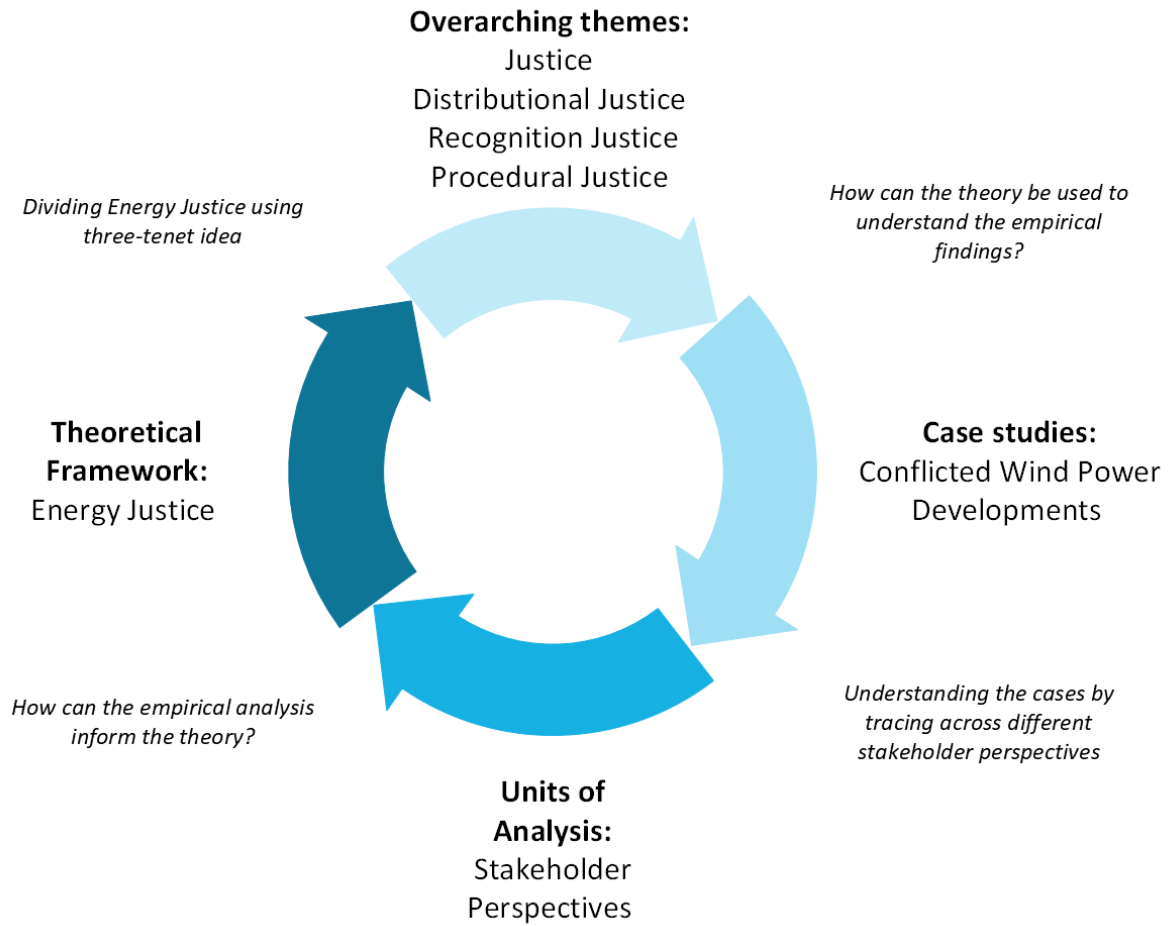 Overarching themes:
Justice
Distributional Justice
Recognition Justice
Procedural Justice
Dividing Energy Justice using
three-tenet idea
How can the theory be used to
understand the empirical
findings?
Theoretical
Framework:
Energy Justice
Case studies:
Conflicted Wind Power
Developments
How can the empirical analysis
inform the theory?
Understanding the cases by
tracing across different
stakeholder perspectives
Units of
Analysis:
Stakeholder
Perspectives